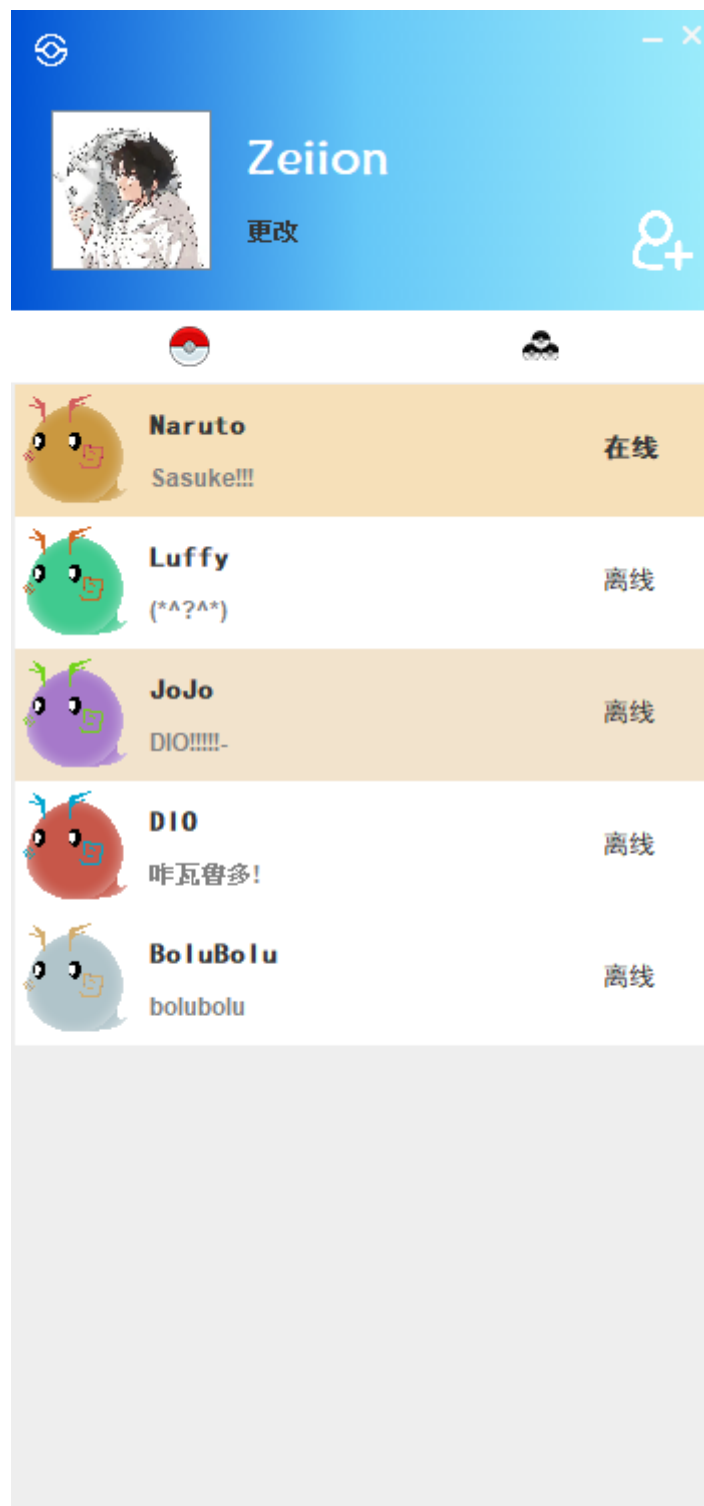 Zeiion
更改
Naruto
在线
Sasuke!!!
Luffy
离线
(*^?^*)
JoJo
离线
DIO!!!!!-
DIO
离线
咋瓦鲁多!
BoluBolu
离线
bolubolu